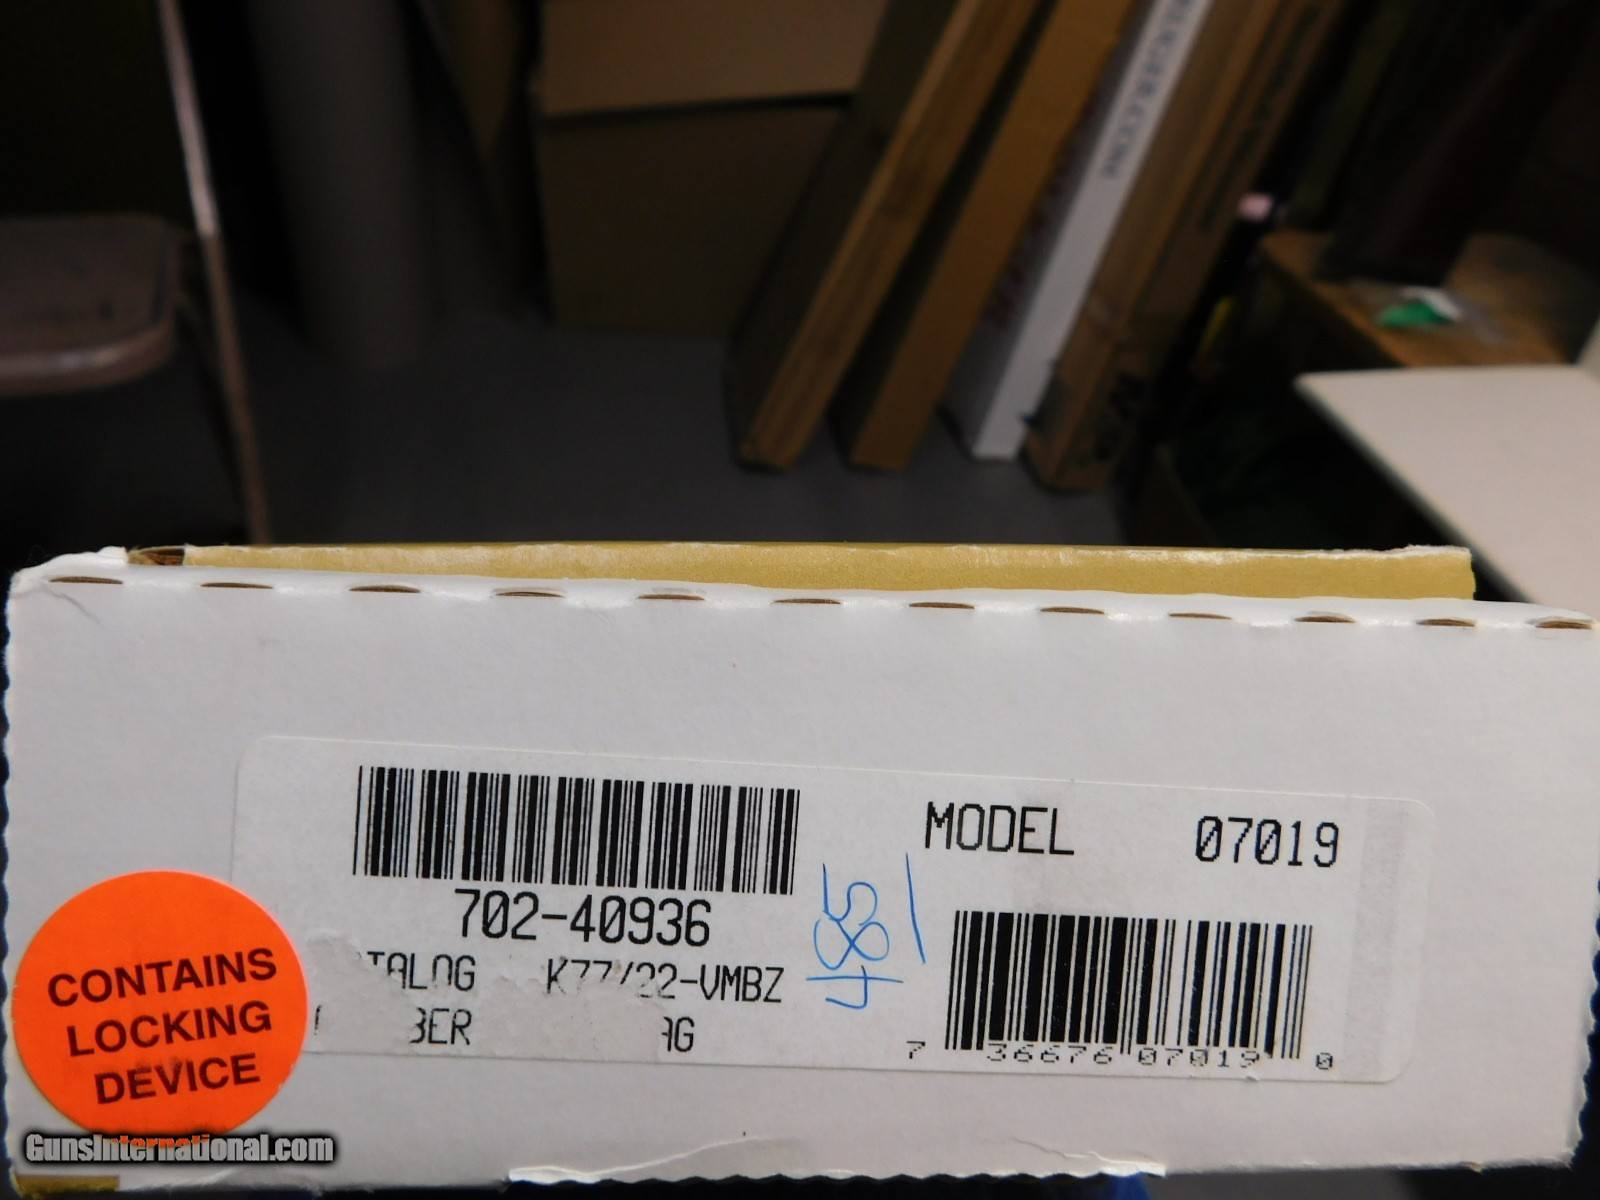 702-40936
TALOG K77/22-VMBZ
BER AG
485
MODEL 07019
7 36676 07019 0
CONTAINS
LOCKING
DEVICE
GunsInternational.com